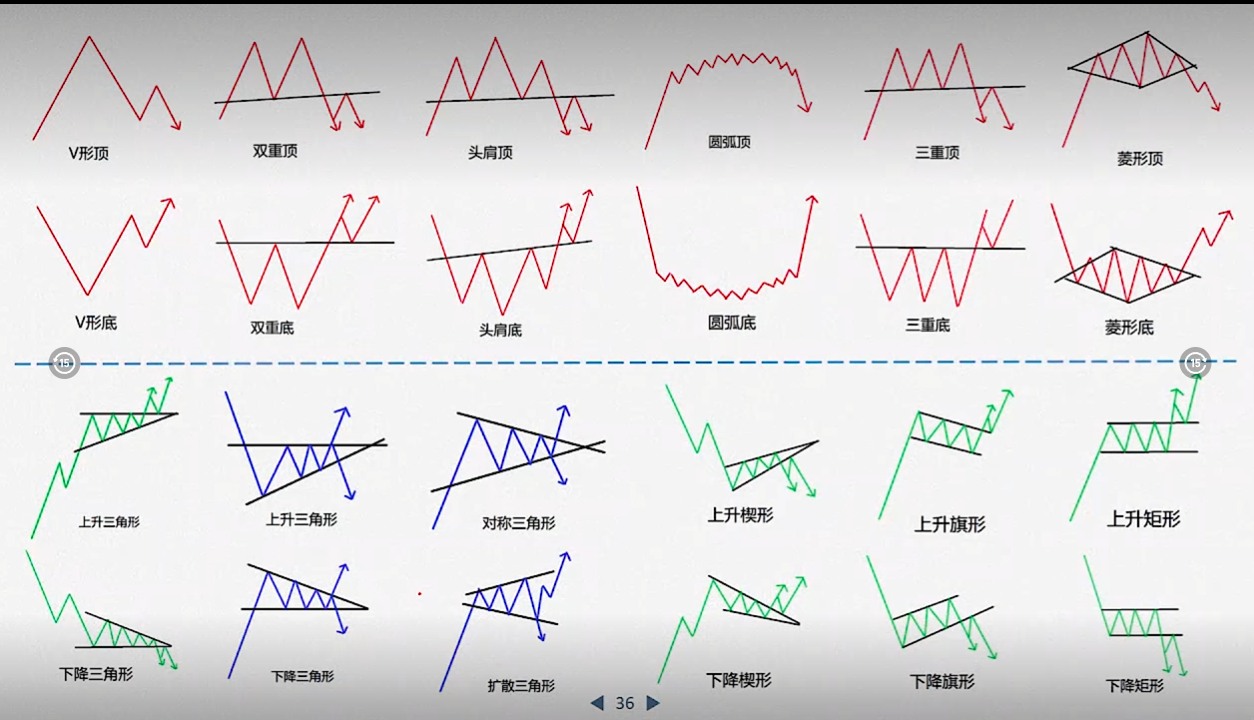 V形顶
双重顶
头肩顶
圆弧顶
三重顶
菱形顶
V形底
双重底
头肩底
圆弧底
三重底
菱形底
15
15
上升三角形
上升三角形
对称三角形
上升楔形
上升旗形
上升矩形
下降三角形
下降三角形
扩散三角形
下降楔形
下降旗形
下降矩形
36